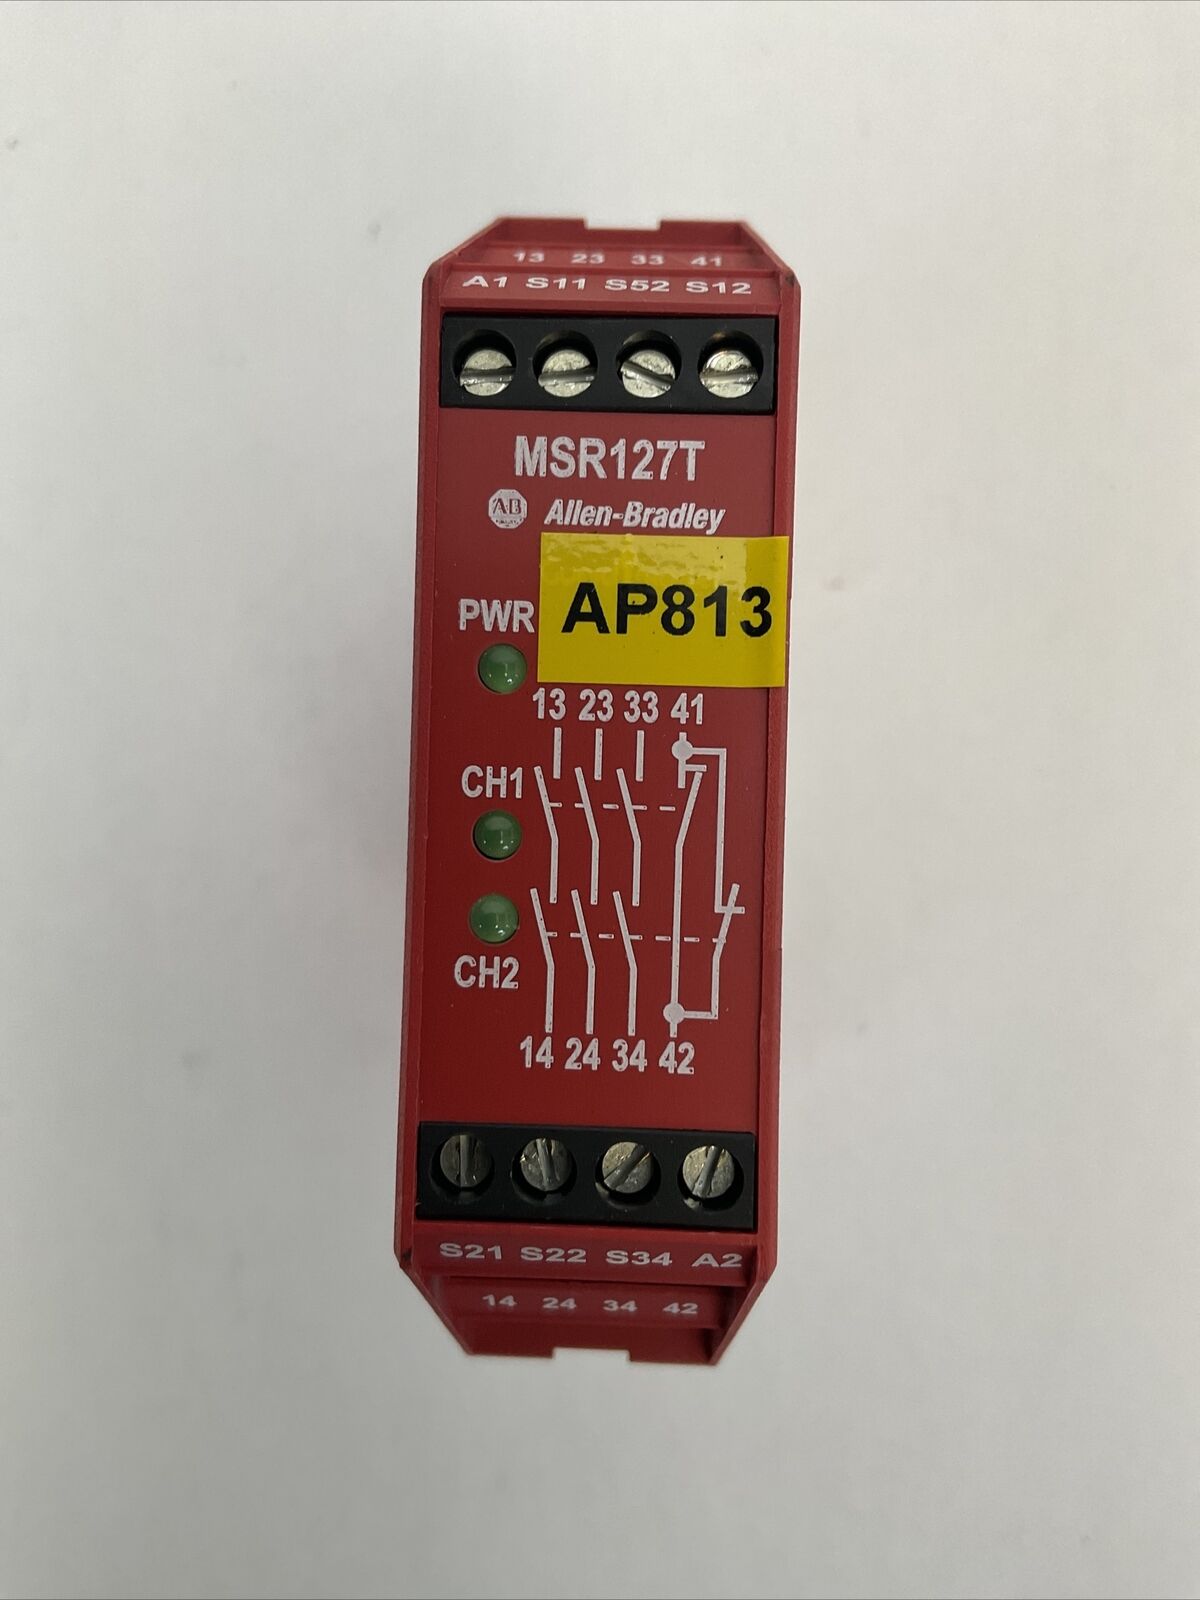 13 23 33 41
A1 S11 S52 S12
MSR127T
AB Allen-Bradley
PWR AP813
13 23 33 41
CH1
CH2
14 24 34 42
S21 S22 S34 A2
14 24 34 42